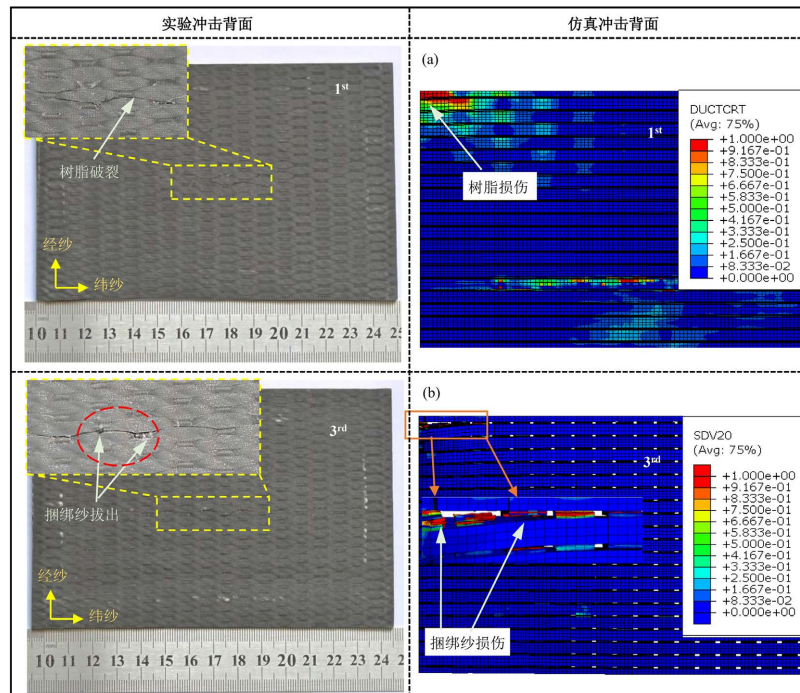 实验冲击背面
仿真冲击背面
1st
树脂破裂
经纱
纬纱
10 11 12 13 14 15 16 17 18 19 20 21 22 23 24 25
(a)
1st
树脂损伤
DUCTCRT
(Avg: 75%)
+1.000e+00
+9.167e-01
+8.333e-01
+7.500e-01
+6.667e-01
+5.833e-01
+5.000e-01
+4.167e-01
+3.333e-01
+2.500e-01
+1.667e-01
+8.333e-02
+0.000e+00
3rd
捆绑纱拔出
经纱
纬纱
10 11 12 13 14 15 16 17 18 19 20 21 22 23 24
(b)
3rd
捆绑纱损伤
SDV20
(Avg: 75%)
+1.000e+00
+9.167e-01
+8.333e-01
+7.500e-01
+6.667e-01
+5.833e-01
+5.000e-01
+4.167e-01
+3.333e-01
+2.500e-01
+1.667e-01
+8.333e-02
+0.000e+00